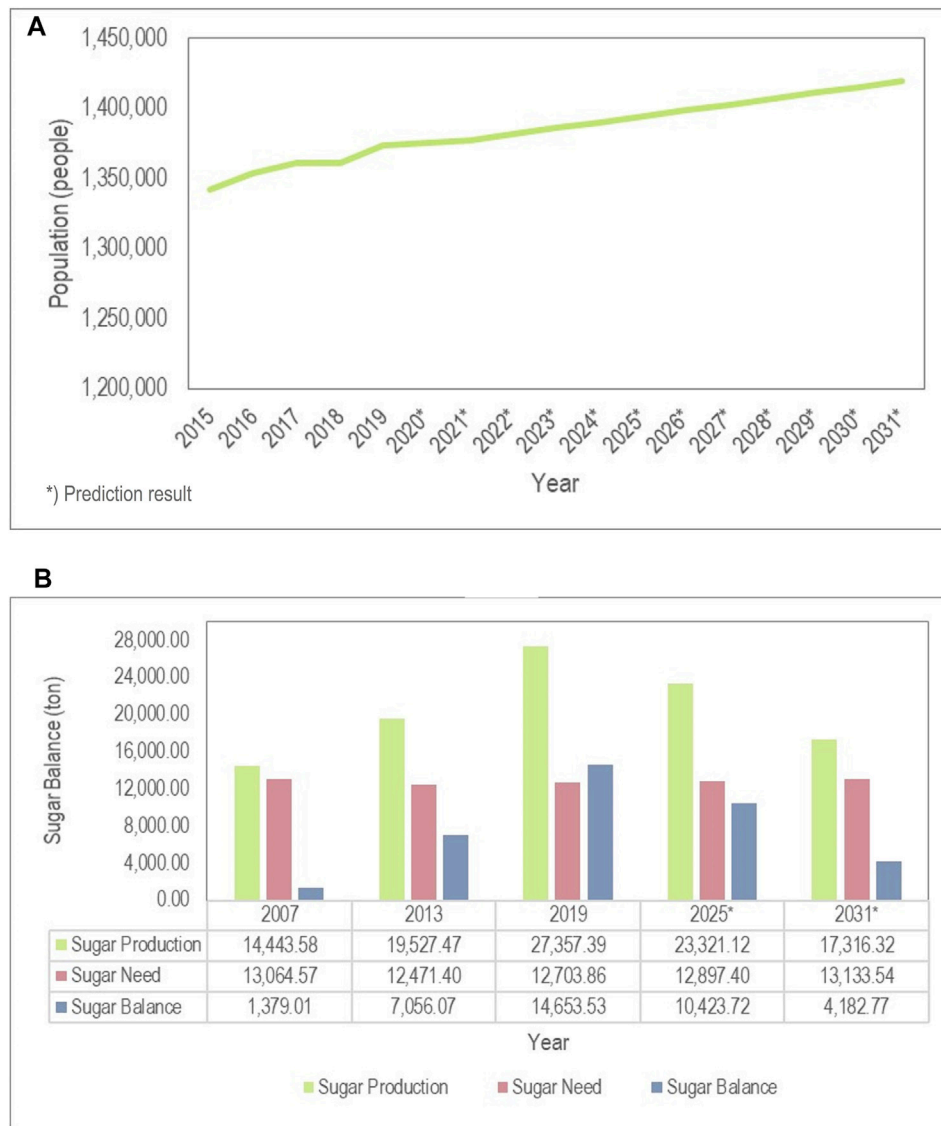 A
1,450,000
1,400,000
1,350,000
1,300,000
1,250,000
1,200,000
Population (people)
2015 2016 2017 2018 2019 2020* 2021* 2022* 2023* 2024* 2025* 2026* 2027* 2028* 2029* 2030* 2031*
Year
*) Prediction result
B
28,000.00
24,000.00
20,000.00
16,000.00
12,000.00
8,000.00
4,000.00
0.00
Sugar Balance (ton)
2007 2013 2019 2025* 2031*
Sugar Production 14,443.58 19,527.47 27,357.39 23,321.12 17,316.32
Sugar Need 13,064.57 12,471.40 12,703.86 12,897.40 13,133.54
Sugar Balance 1,379.01 7,056.07 14,653.53 10,423.72 4,182.77
Year
Sugar Production Sugar Need Sugar Balance